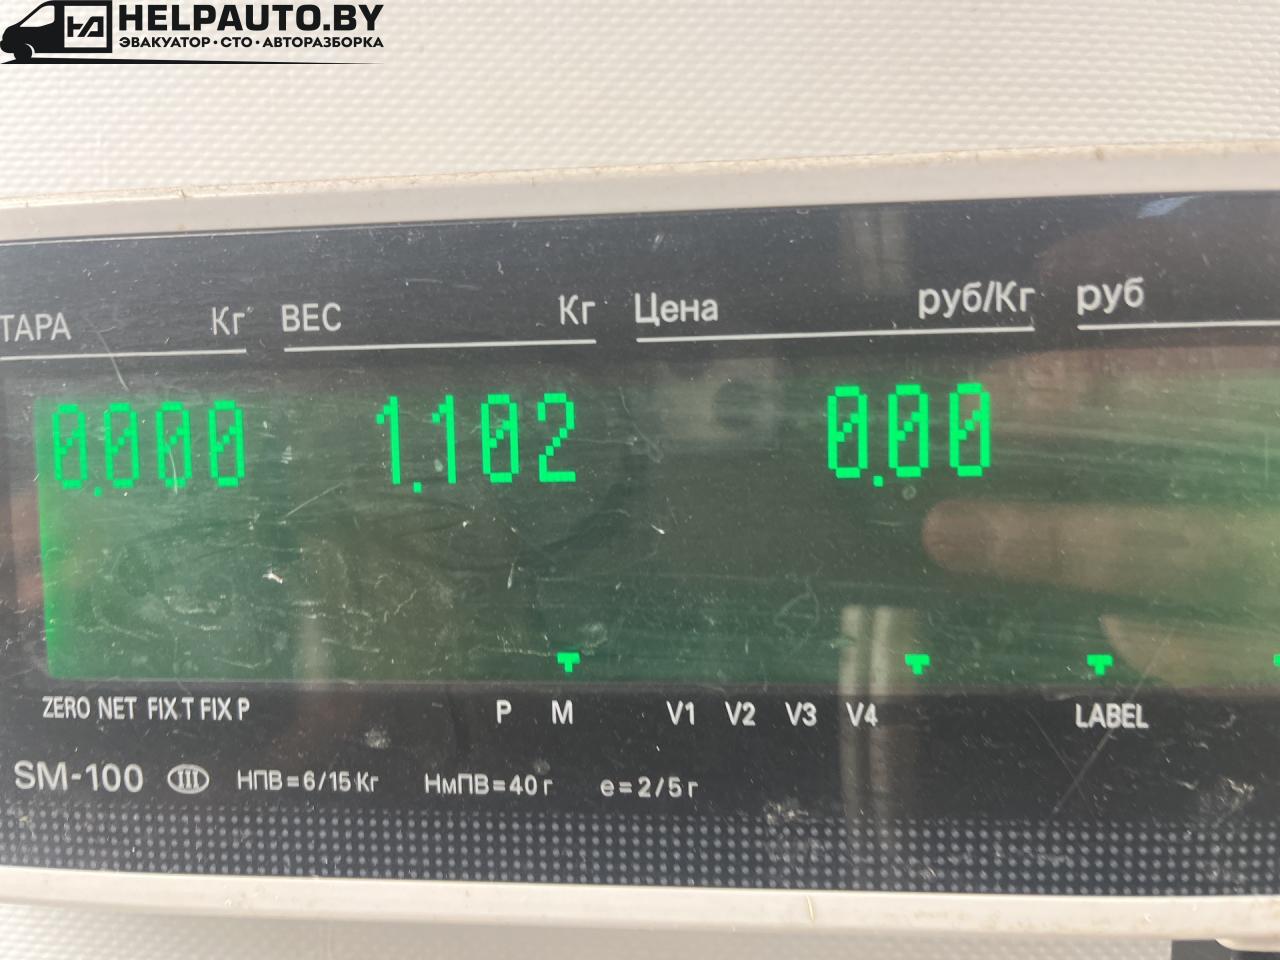 HELPAUTO.BY
ЭВАКУАТОР·СТО·АВТОРАЗБОРКА
ТАРА Кг ВЕС Кг Цена руб/Кг руб
0.000 1.102 0.00
ZERO NET FIX T FIX P P M V1 V2 V3 V4 LABEL
SM-100 III НПВ=6/15 Кг НмПВ=40 г e=2/5 г